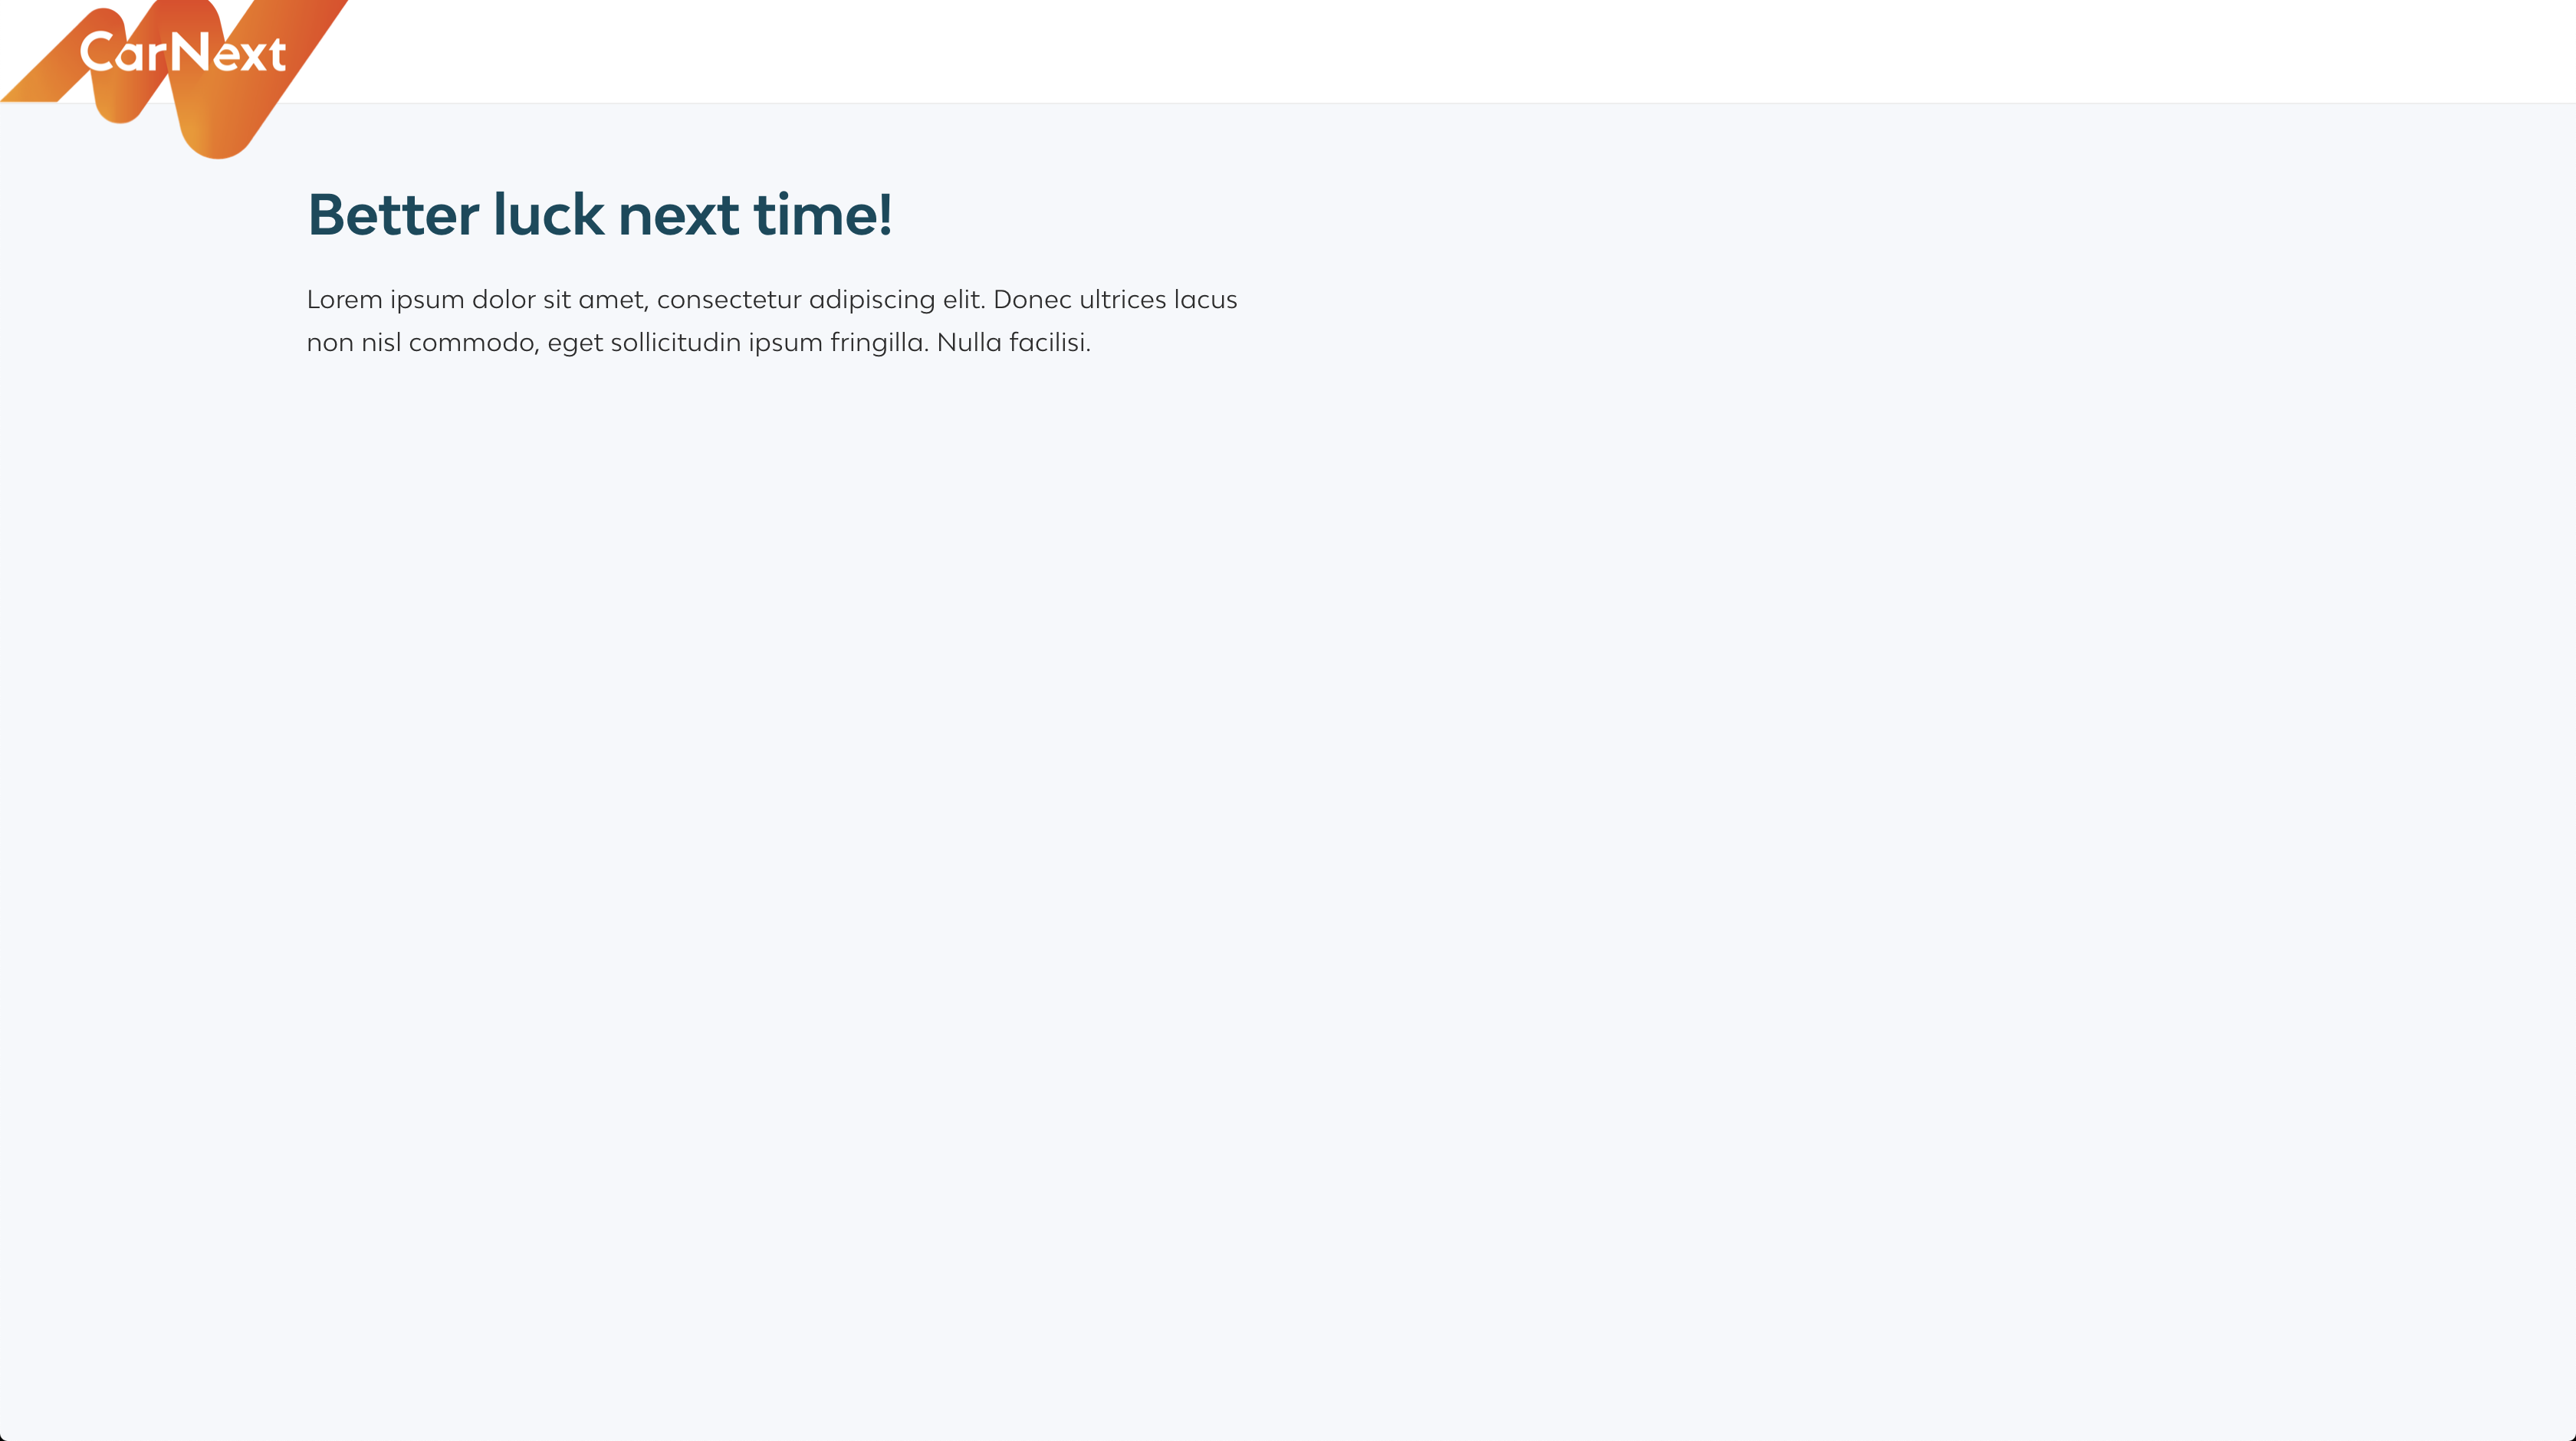 CarNext
Better luck next time!
Lorem ipsum dolor sit amet, consectetur adipiscing elit. Donec ultrices lacus
non nisl commodo, eget sollicitudin ipsum fringilla. Nulla facilisi.